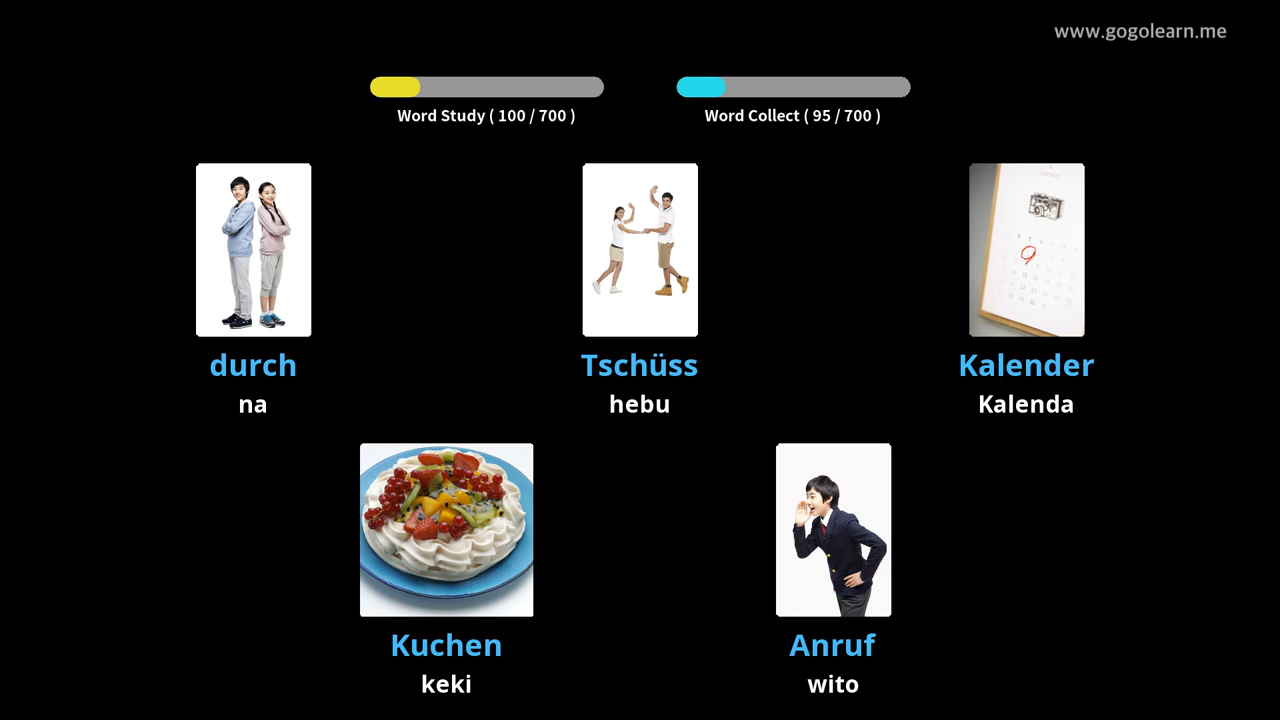 www.gogolearn.me
Word Study ( 100 / 700 )
Word Collect ( 95 / 700 )
durch
na
Tschüss
hebu
Kalender
Kalenda
Kuchen
keki
Anruf
wito